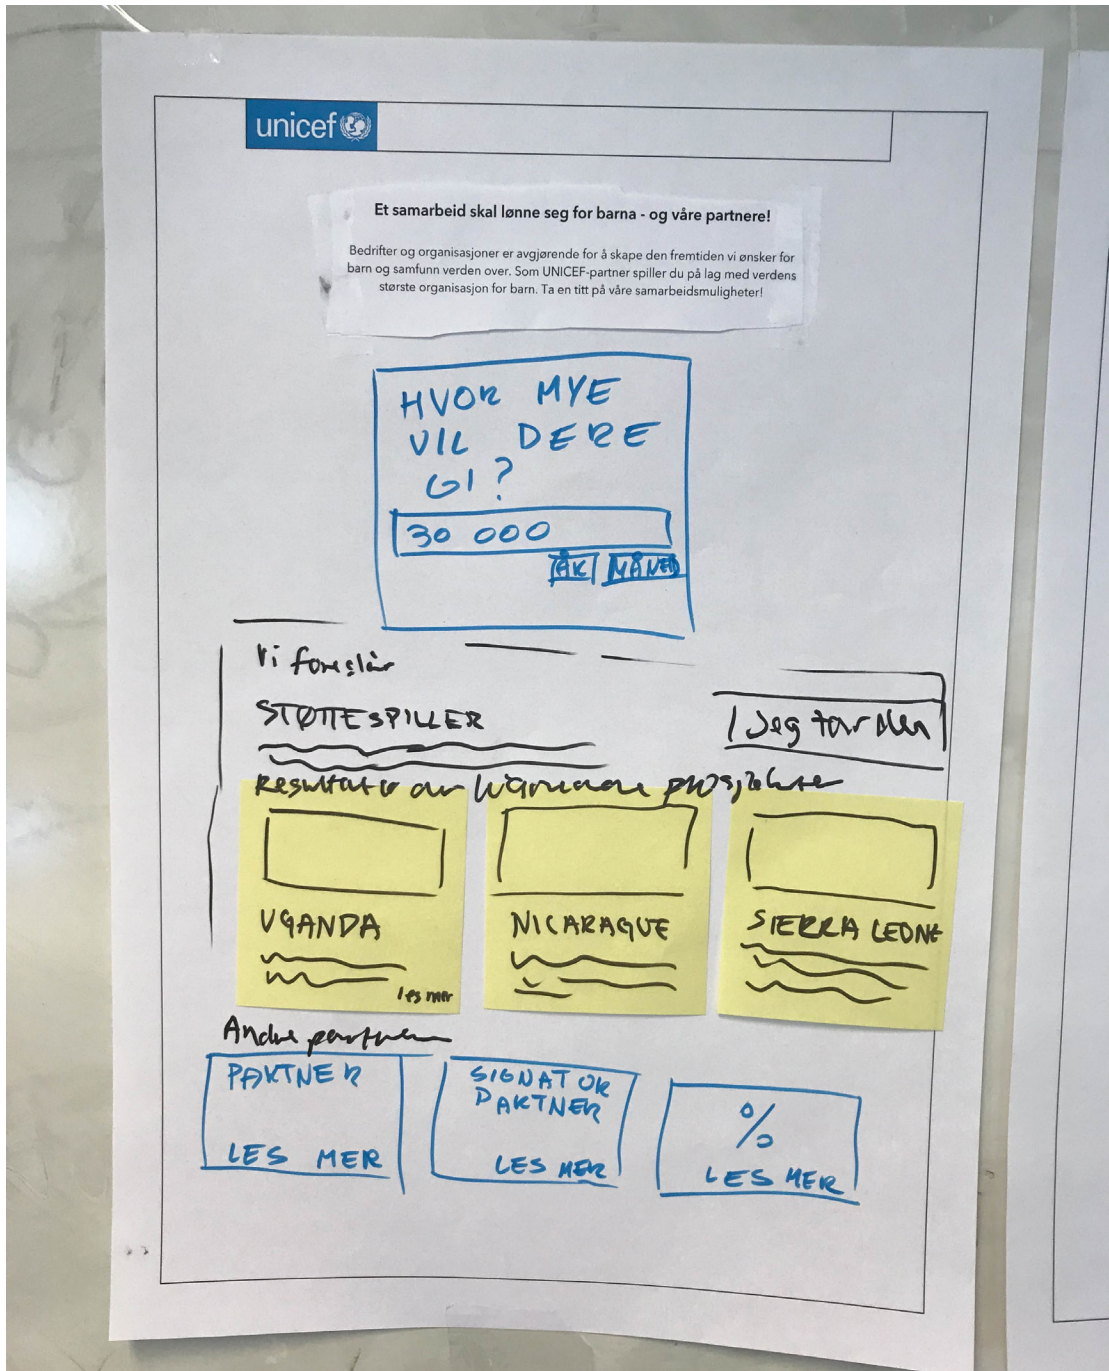 unicef
Et samarbeid skal lønne seg for barna - og våre partnere!
Bedrifter og organisasjoner er avgjørende for å skape den fremtiden vi ønsker for
barn og samfunn verden over. Som UNICEF-partner spiller du på lag med verdens
største organisasjon for barn. Ta en titt på våre samarbeidsmuligheter!
HVOR MYE
VIL DERE
GI?
30 000
ÅR MÅNED
Vi foreslår
STØTTESPILLER
Jeg tar den
prosjekter
UGANDA
les mer
NICARAGUE
SIERRA LEONE
Andre
PARTNER
LES MER
SIGNATUR
PARTNER
LES MER
%
LES MER